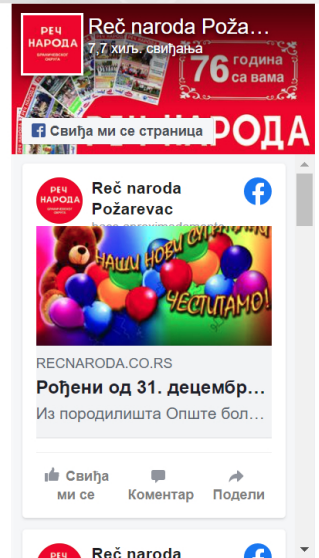 РЕЧ
НАРОДА
Reč naroda Poža…
7,7 хиљ. свиђања
76 година
са вама
Свиђа ми се страница
РЕЧ НАРОДА
РЕЧ
НАРОДА
Reč naroda
Požarevac
НАШИ НОВИ СУГРАЂАНИ
ЧЕСТИТАМО!
RECNARODA.CO.RS
Рођени од 31. децембр…
Из породилишта Опште бол…
Свиђа
ми се
Коментар
Подели
РЕЧ
Reč naroda